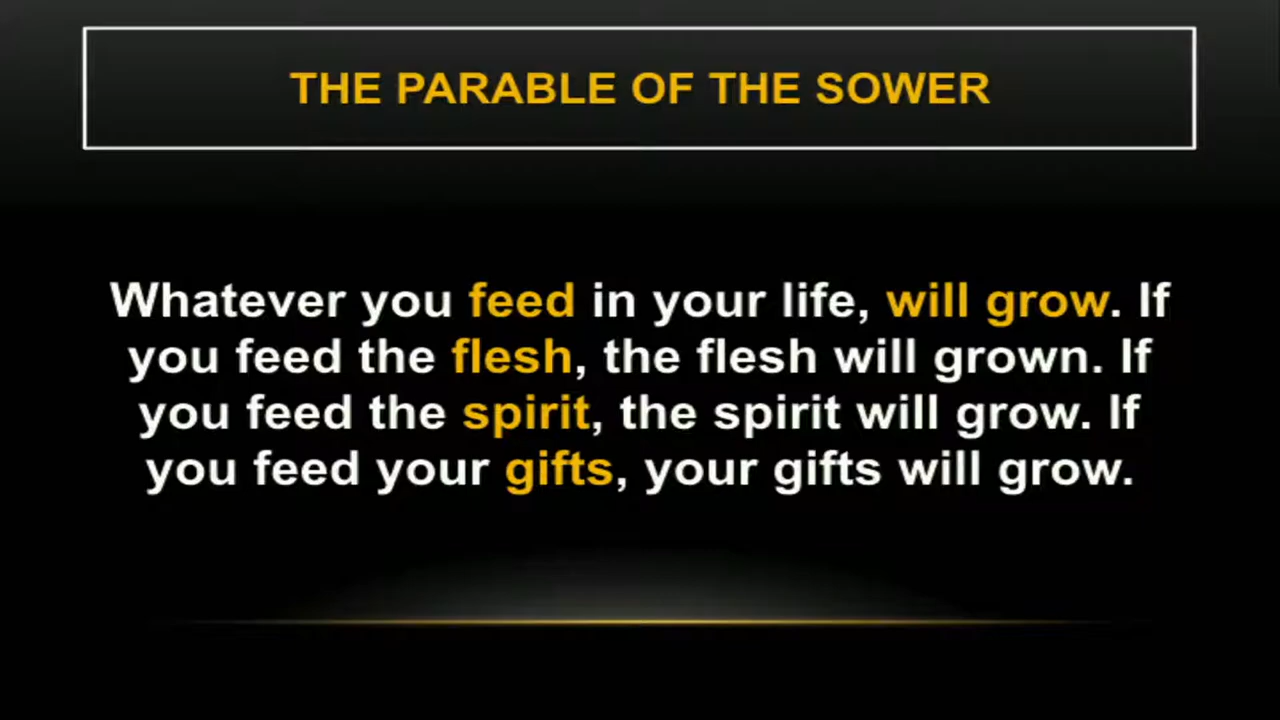 THE PARABLE OF THE SOWER
Whatever you feed in your life, will grow. If
you feed the flesh, the flesh will grown. If
you feed the spirit, the spirit will grow. If
you feed your gifts, your gifts will grow.